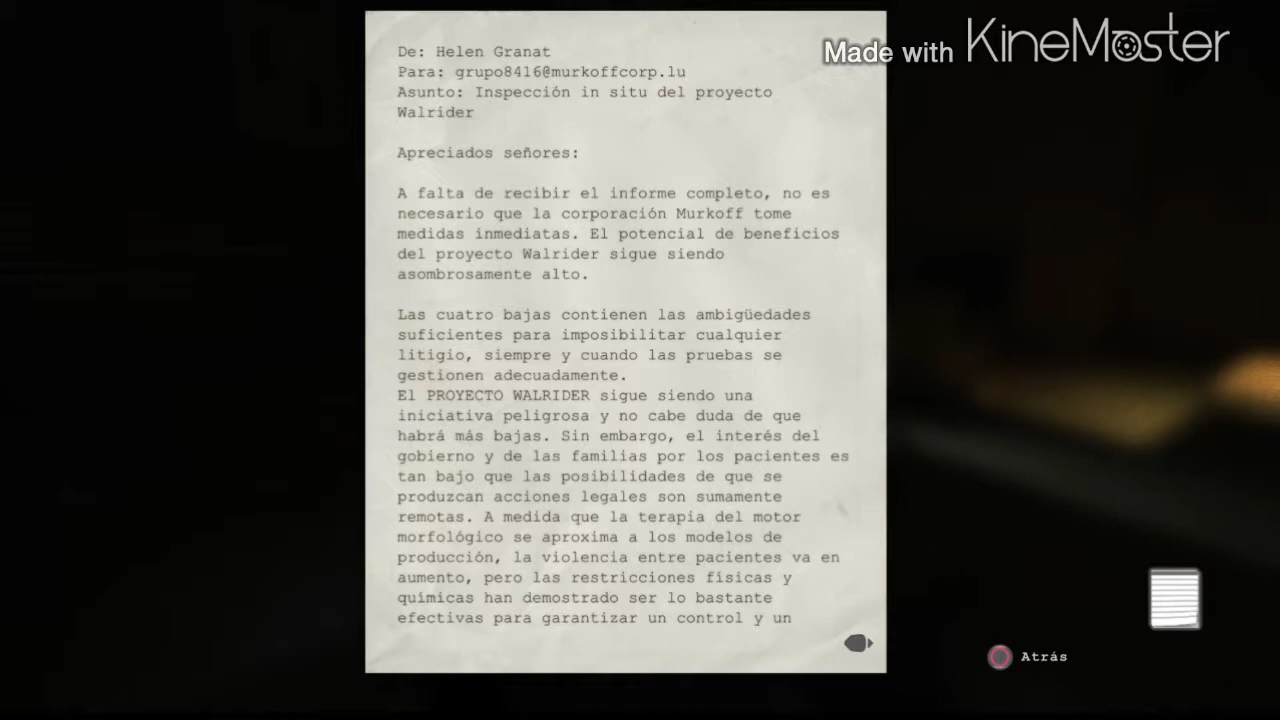 Made with KineMaster
De: Helen Granat
Para: grupo8416@murkoffcorp.lu
Asunto: Inspección in situ del proyecto
Walrider
Apreciados señores:
A falta de recibir el informe completo, no es
necesario que la corporación Murkoff tome
medidas inmediatas. El potencial de beneficios
del proyecto Walrider sigue siendo
asombrosamente alto.
Las cuatro bajas contienen las ambigüedades
suficientes para imposibilitar cualquier
litigio, siempre y cuando las pruebas se
gestionen adecuadamente.
El PROYECTO WALRIDER sigue siendo una
iniciativa peligrosa y no cabe duda de que
habrá más bajas. Sin embargo, el interés del
gobierno y de las familias por los pacientes es
tan bajo que las posibilidades de que se
produzcan acciones legales son sumamente
remotas. A medida que la terapia del motor
morfológico se aproxima a los modelos de
producción, la violencia entre pacientes va en
aumento, pero las restricciones físicas y
químicas han demostrado ser lo bastante
efectivas para garantizar un control y un
Atrás